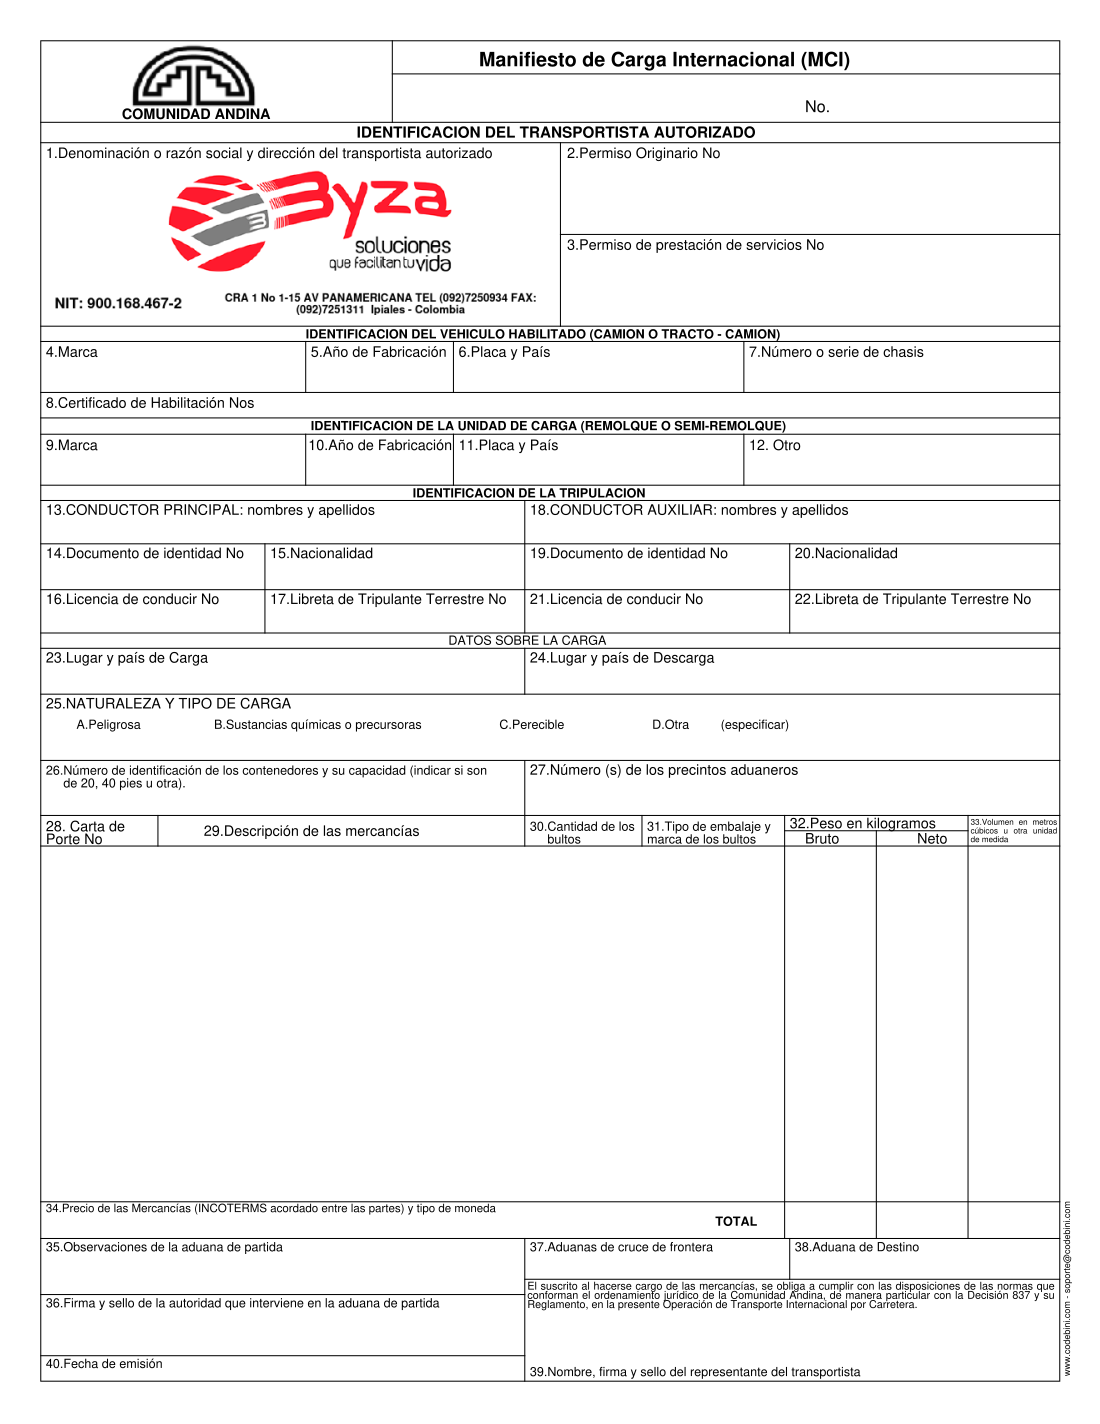 COMUNIDAD ANDINA
Manifiesto de Carga Internacional (MCI)
No.
IDENTIFICACION DEL TRANSPORTISTA AUTORIZADO
1.Denominación o razón social y dirección del transportista autorizado
Byza
soluciones
que facilitan tu vida
NIT: 900.168.467-2
CRA 1 No 1-15 AV PANAMERICANA TEL (092)7250934 FAX:
(092)7251311 Ipiales - Colombia
2.Permiso Originario No
3.Permiso de prestación de servicios No
IDENTIFICACION DEL VEHICULO HABILITADO (CAMION O TRACTO - CAMION)
4.Marca
5.Año de Fabricación
6.Placa y País
7.Número o serie de chasis
8.Certificado de Habilitación Nos
IDENTIFICACION DE LA UNIDAD DE CARGA (REMOLQUE O SEMI-REMOLQUE)
9.Marca
10.Año de Fabricación
11.Placa y País
12. Otro
IDENTIFICACION DE LA TRIPULACION
13.CONDUCTOR PRINCIPAL: nombres y apellidos
18.CONDUCTOR AUXILIAR: nombres y apellidos
14.Documento de identidad No
15.Nacionalidad
19.Documento de identidad No
20.Nacionalidad
16.Licencia de conducir No
17.Libreta de Tripulante Terrestre No
21.Licencia de conducir No
22.Libreta de Tripulante Terrestre No
DATOS SOBRE LA CARGA
23.Lugar y país de Carga
24.Lugar y país de Descarga
25.NATURALEZA Y TIPO DE CARGA
A.Peligrosa
B.Sustancias químicas o precursoras
C.Perecible
D.Otra
(especificar)
26.Número de identificación de los contenedores y su capacidad (indicar si son
de 20, 40 pies u otra).
27.Número (s) de los precintos aduaneros
28. Carta de
Porte No
29.Descripción de las mercancías
30.Cantidad de los
bultos
31.Tipo de embalaje y
marca de los bultos
32.Peso en kilogramos
Bruto
Neto
33.Volumen en metros
cúbicos u otra unidad
de medida
34.Precio de las Mercancías (INCOTERMS acordado entre las partes) y tipo de moneda
TOTAL
35.Observaciones de la aduana de partida
37.Aduanas de cruce de frontera
38.Aduana de Destino
El suscrito al hacerse cargo de las mercancías, se obliga a cumplir con las disposiciones de las normas que
conforman el ordenamiento jurídico de la Comunidad Andina, de manera particular con la Decisión 837 y su
Reglamento, en la presente Operación de Transporte Internacional por Carretera.
36.Firma y sello de la autoridad que interviene en la aduana de partida
40.Fecha de emisión
39.Nombre, firma y sello del representante del transportista
www.codebini.com - soporte@codebini.com